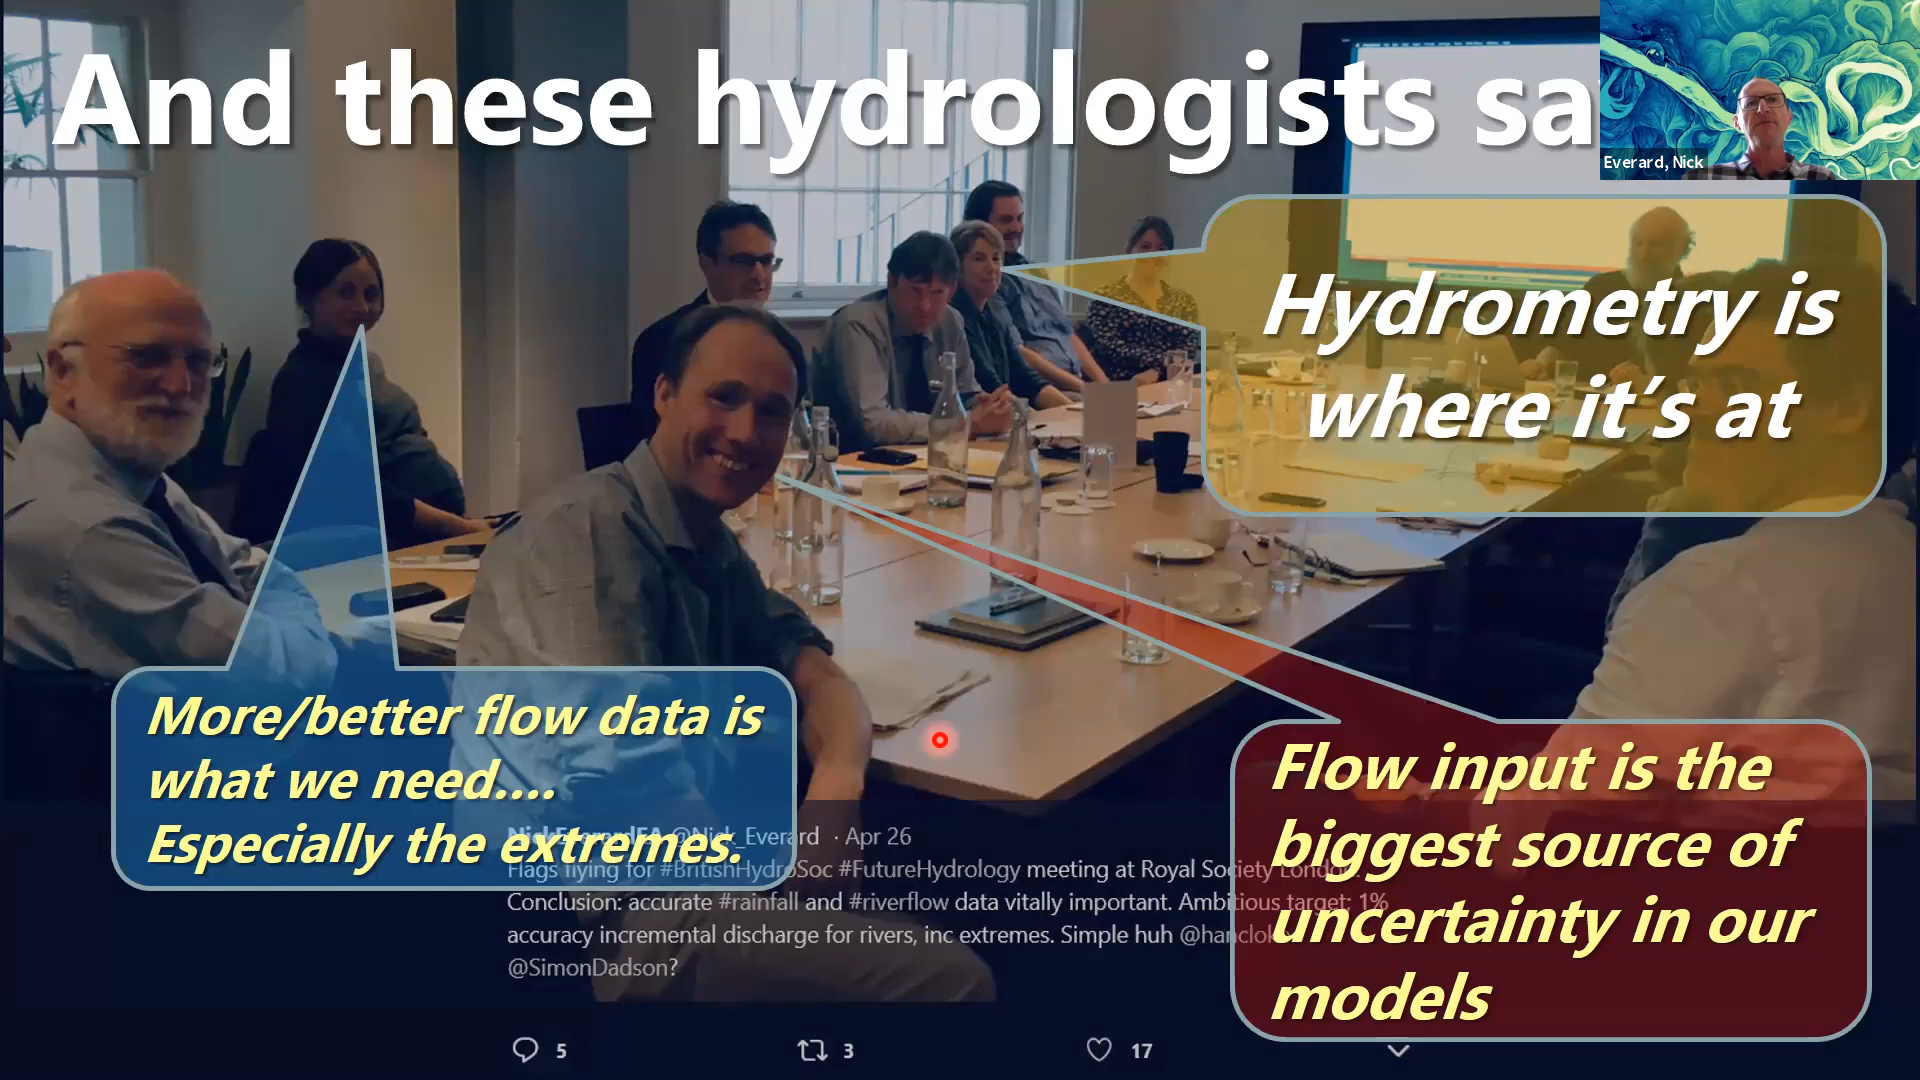 And these hydrologists sa
Everard, Nick
Hydrometry is
where it's at
More/better flow data is
what we need....
Especially the extremes.
Flow input is the
biggest source of
uncertainty in our
models
NickEverardEA @Nick_Everard · Apr 26
Flags flying for #BritishHydroSoc #FutureHydrology meeting at Royal Society London.
Conclusion: accurate #rainfall and #riverflow data vitally important. Ambitious target; 1%
accuracy incremental discharge for rivers, inc extremes. Simple huh
@SimonDadson?
5 3 17